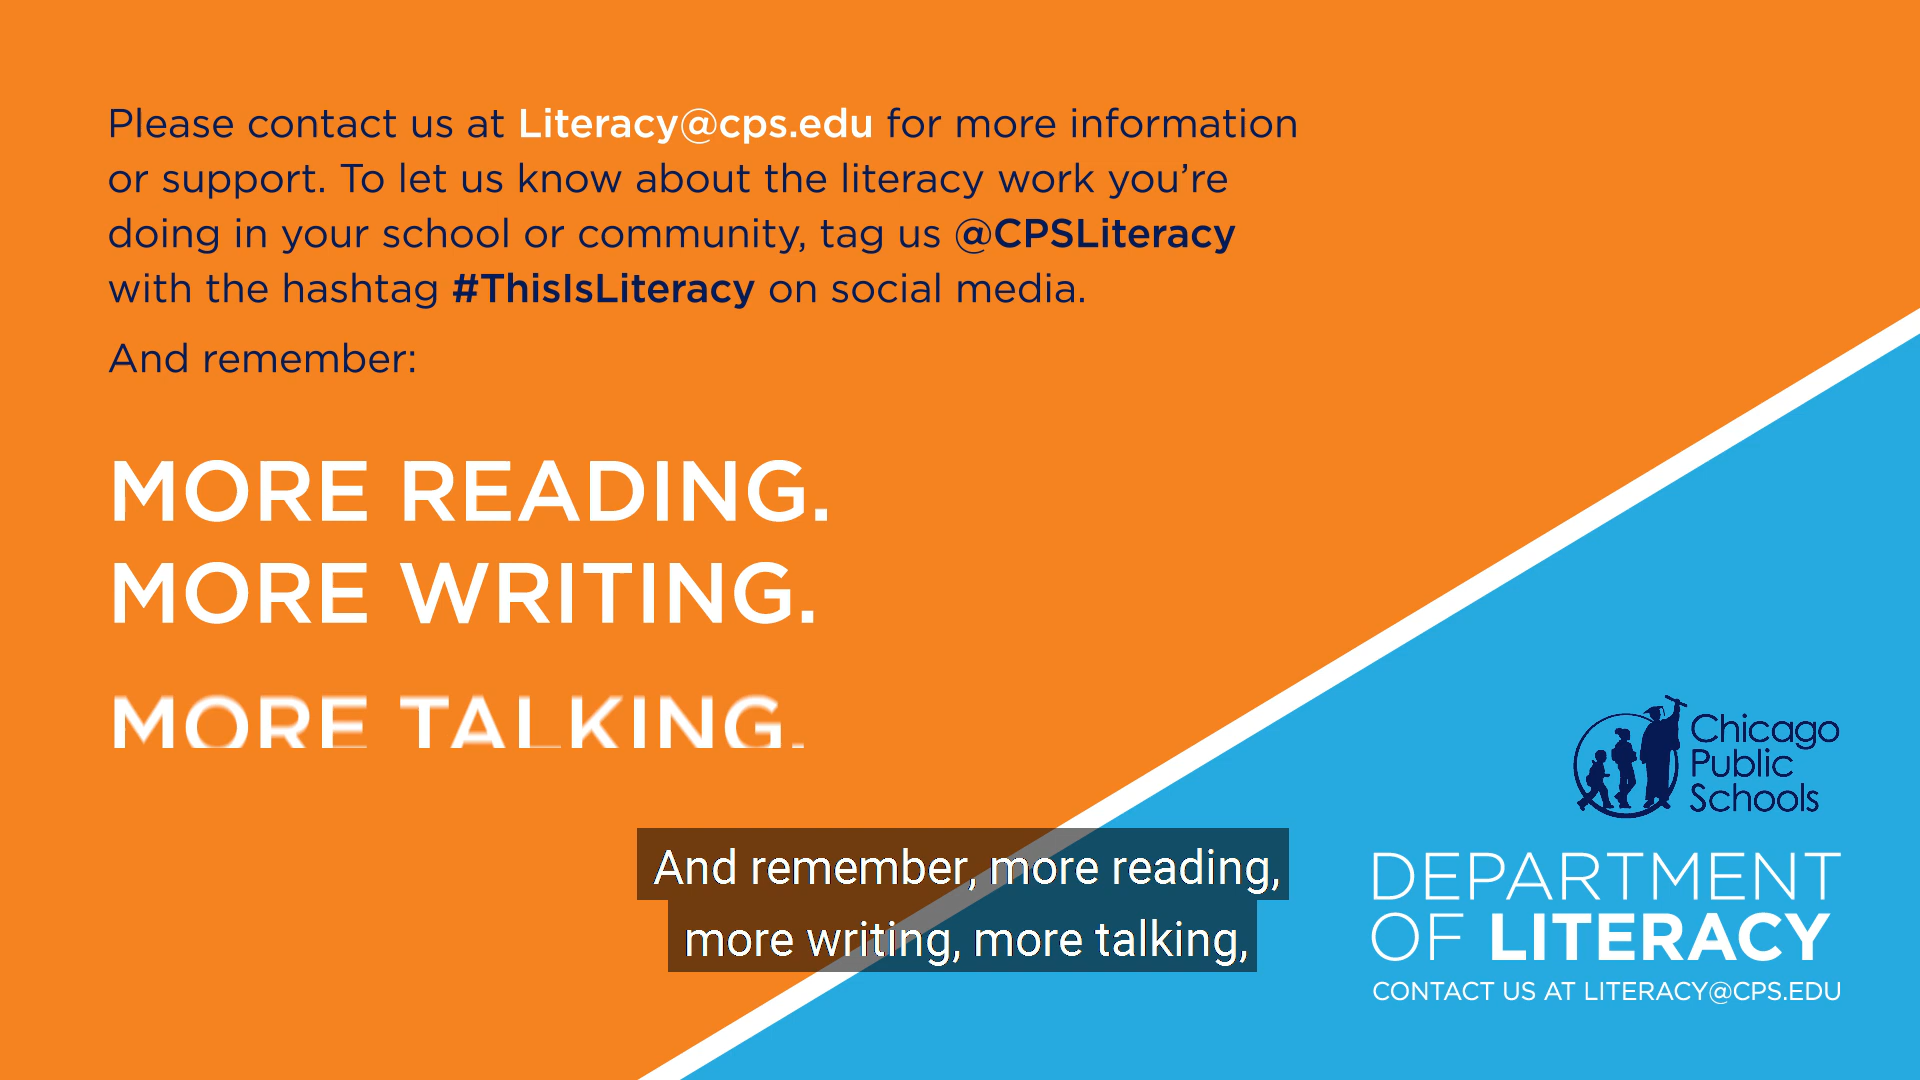 Please contact us at Literacy@cps.edu for more information
or support. To let us know about the literacy work you’re
doing in your school or community, tag us @CPSLiteracy
with the hashtag #ThisIsLiteracy on social media.
And remember:
MORE READING.
MORE WRITING.
MORE TALKING.
And remember, more reading,
more writing, more talking,
Chicago
Public
Schools
DEPARTMENT
OF LITERACY
CONTACT US AT LITERACY@CPS.EDU